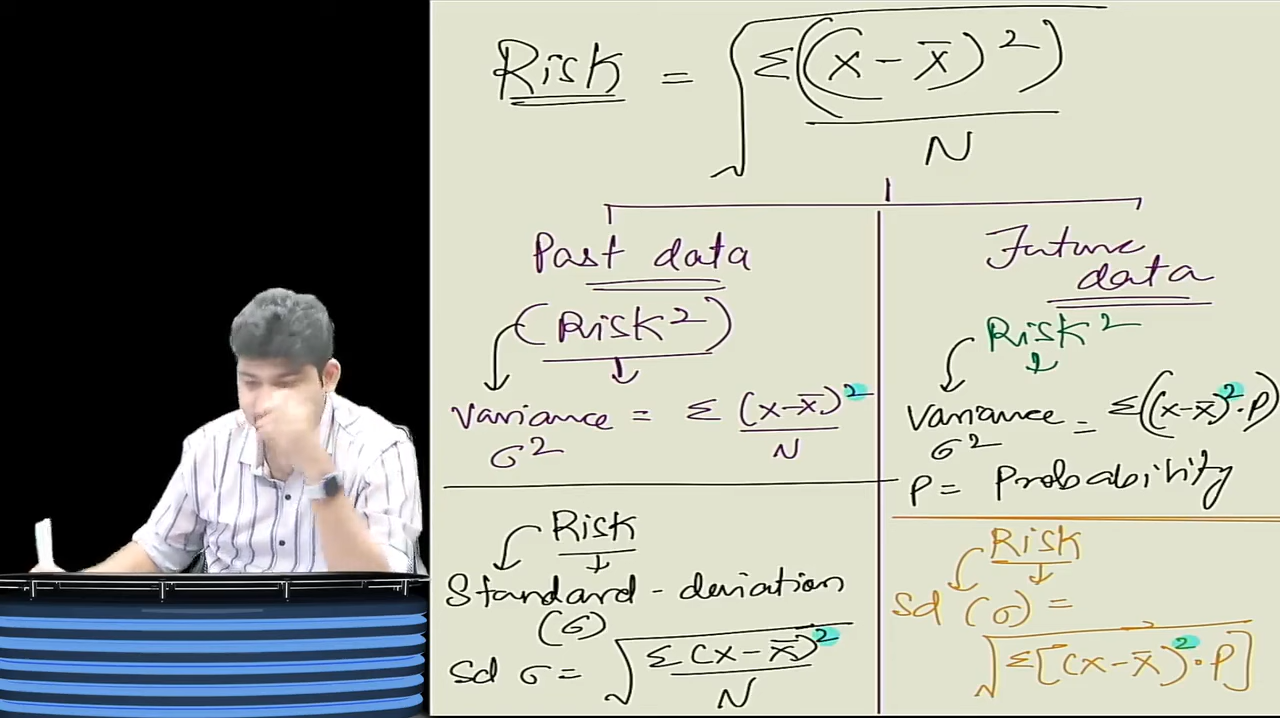 Risk = √Σ((x-x̄)²)/N
Past data
(Risk²)
Variance = Σ(x-x̄)²/N
σ²
Risk
Standard-deviation
(σ)
Sd σ = √Σ(x-x̄)²/N
Future
data
Risk²
Variance = Σ((x-x̄)²·P)
σ²
P = Probability
Risk
Sd (σ) =
√Σ[(x-x̄)²·P]